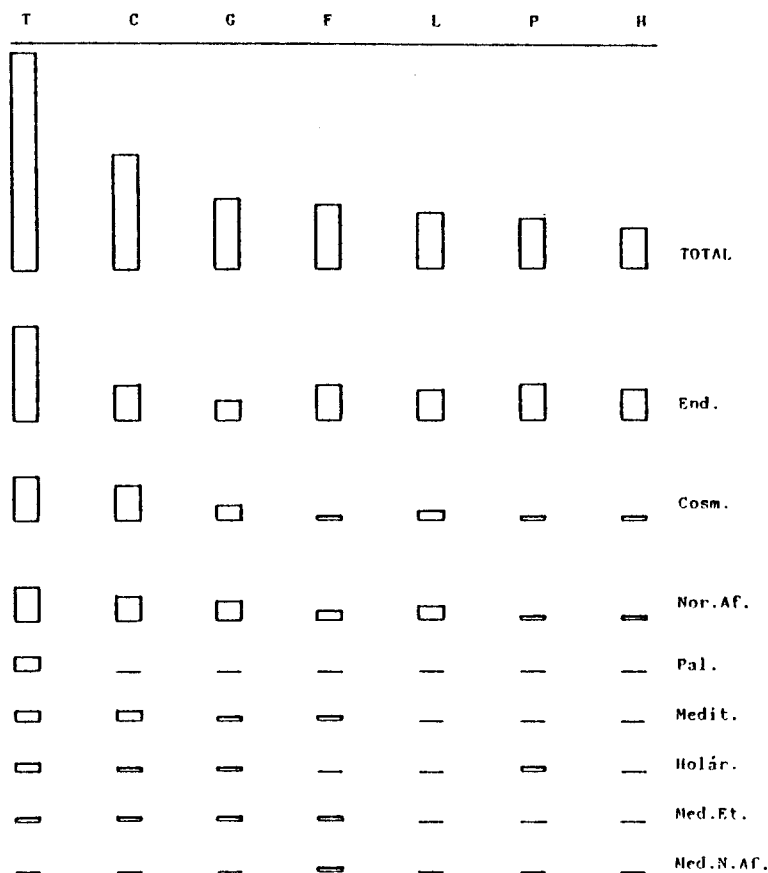 T C G F L P H
TOTAL
End.
Cosm.
Nor.Af.
Pal.
Medit.
Holár.
Med.Et.
Med.N.Af.